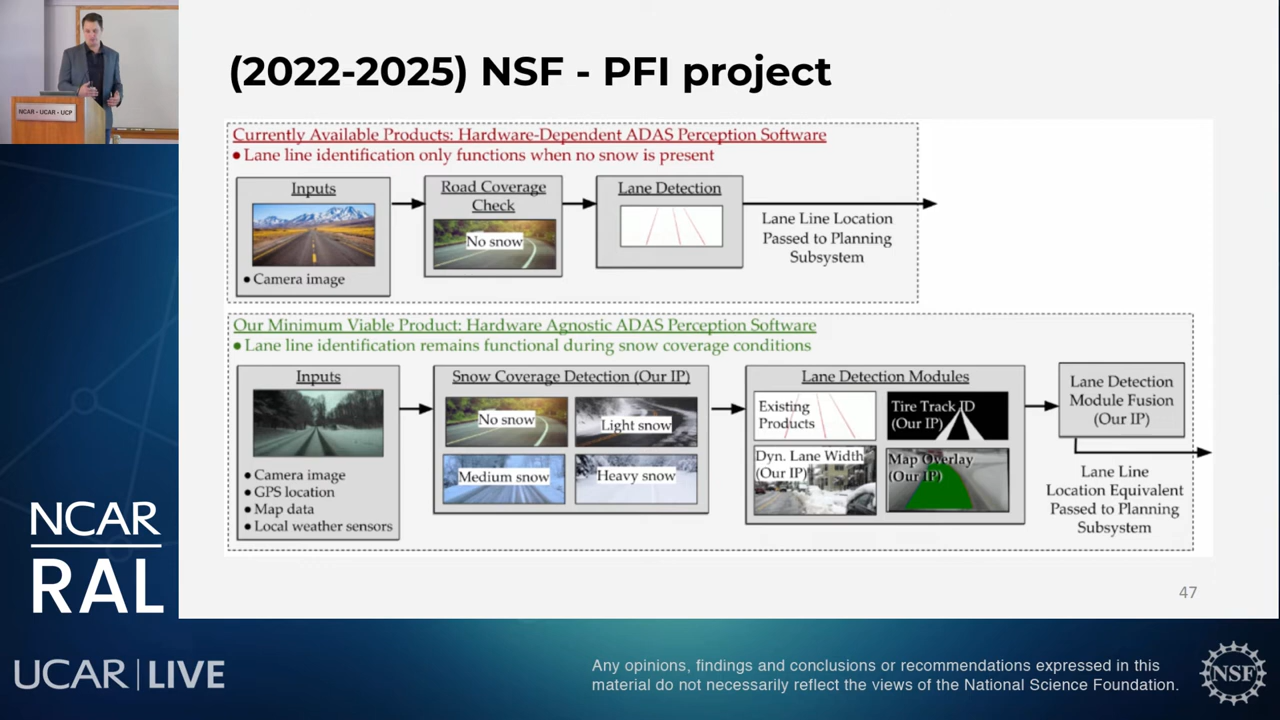 NCAR - UCAR - UCP
(2022-2025) NSF - PFI project
Currently Available Products: Hardware-Dependent ADAS Perception Software
● Lane line identification only functions when no snow is present
Inputs
● Camera image
Road Coverage
Check
No snow
Lane Detection
Lane Line Location
Passed to Planning
Subsystem
Our Minimum Viable Product: Hardware Agnostic ADAS Perception Software
● Lane line identification remains functional during snow coverage conditions
Inputs
● Camera image
● GPS location
● Map data
● Local weather sensors
Snow Coverage Detection (Our IP)
No snow
Light snow
Medium snow
Heavy snow
Lane Detection Modules
Existing
Products
Tire Track ID
(Our IP)
Dyn. Lane Width
(Our IP)
Map Overlay
(Our IP)
Lane Detection
Module Fusion
(Our IP)
Lane Line
Location Equivalent
Passed to Planning
Subsystem
47
NCAR
RAL
UCAR | LIVE
Any opinions, findings and conclusions or recommendations expressed in this
material do not necessarily reflect the views of the National Science Foundation.
NSF